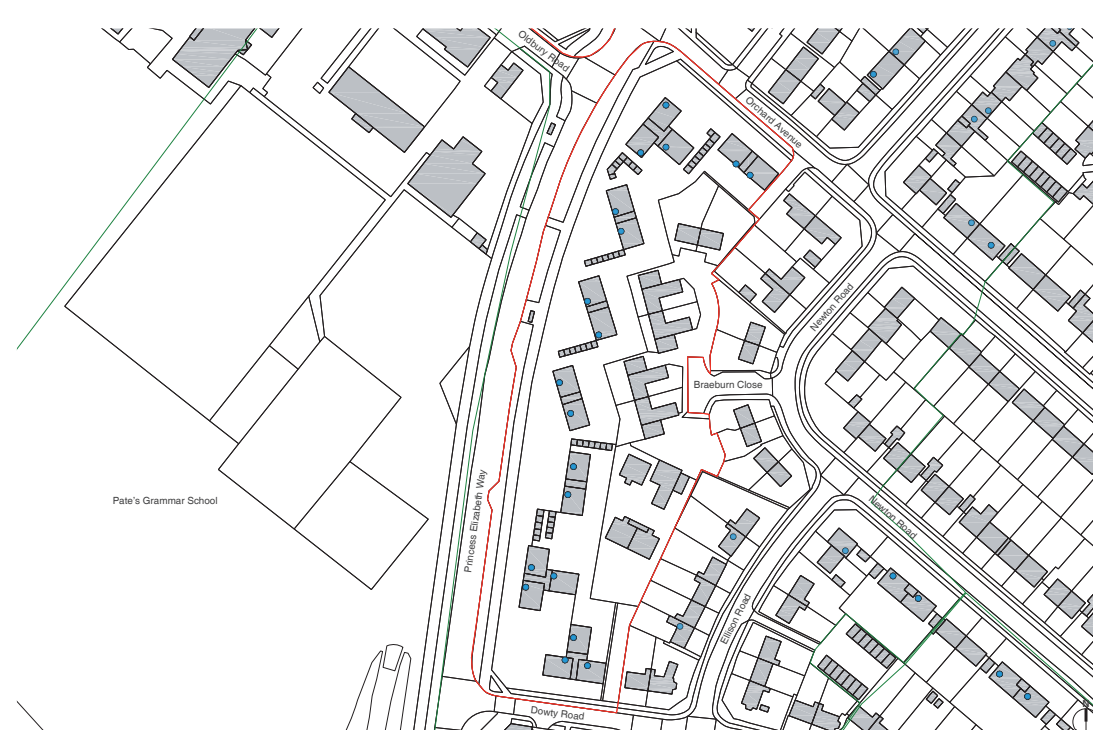 Oldbury Road
Orchard Avenue
Newton Road
Braeburn Close
Pate's Grammar School
Princess Elizabeth Way
Newton Road
Ellison Road
Dowty Road
N